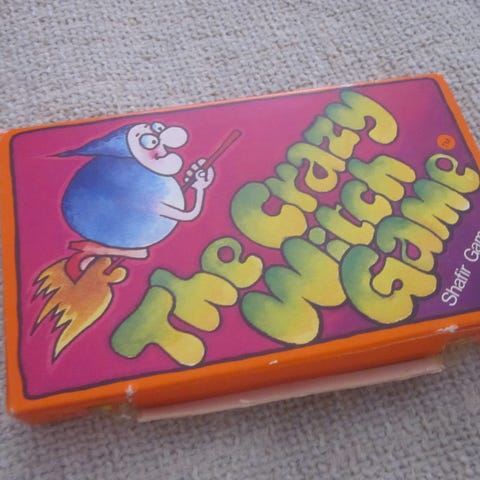 The Crazy
Witch
Game
Shafir Gam